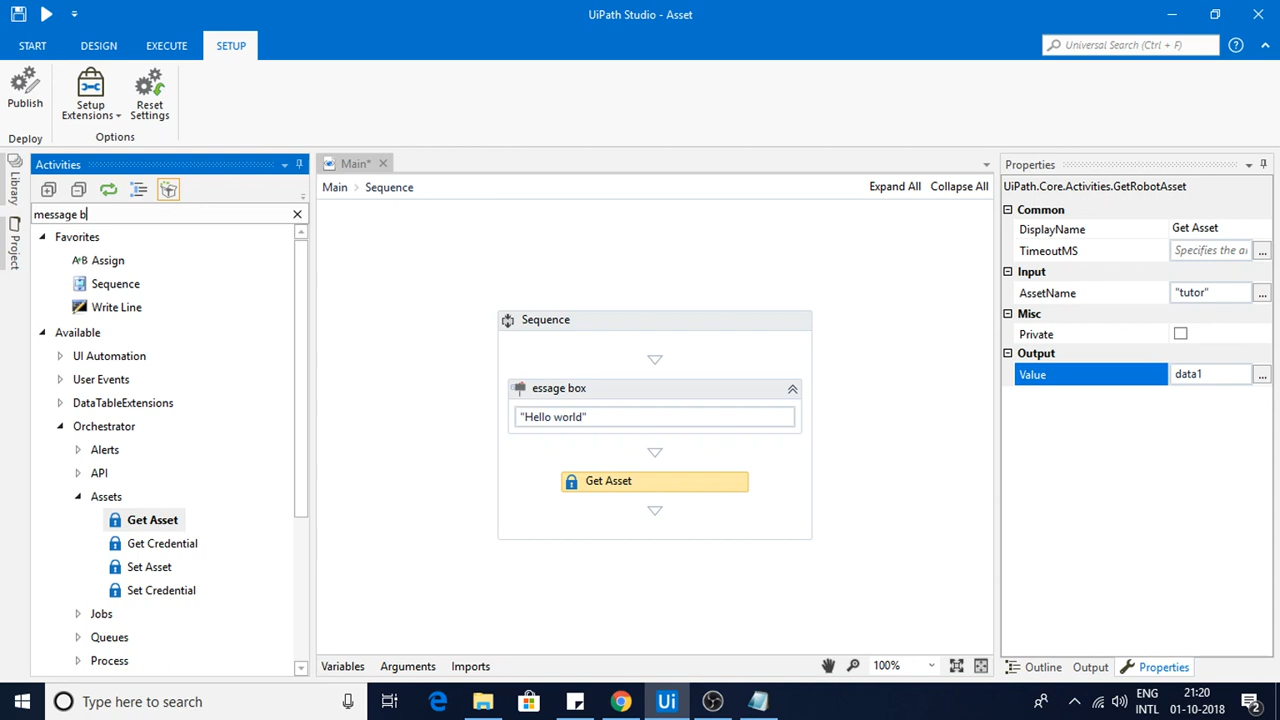 UiPath Studio - Asset
START DESIGN EXECUTE SETUP
Universal Search (Ctrl + F)
Publish
Setup Extensions
Reset Settings
Deploy
Options
Library
Project
Activities
message b
Favorites
Assign
Sequence
Write Line
Available
UI Automation
User Events
DataTableExtensions
Orchestrator
Alerts
API
Assets
Get Asset
Get Credential
Set Asset
Set Credential
Jobs
Queues
Process
Main*
Main > Sequence
Expand All Collapse All
Sequence
essage box
"Hello world"
Get Asset
Variables Arguments Imports
100%
Properties
UiPath.Core.Activities.GetRobotAsset
Common
DisplayName Get Asset
TimeoutMS Specifies the a ...
Input
AssetName "tutor" ...
Misc
Private
Output
Value data1 ...
Outline Output Properties
Type here to search
Ui
ENG
INTL
21:20
01-10-2018
2